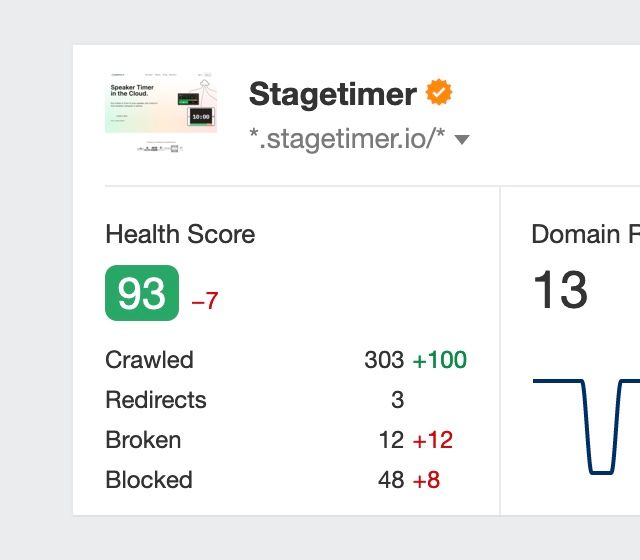 Speaker Timer
in the Cloud.
10:00
Stagetimer
*.stagetimer.io/*
Health Score
93 –7
Crawled 303 +100
Redirects 3
Broken 12 +12
Blocked 48 +8
Domain R
13